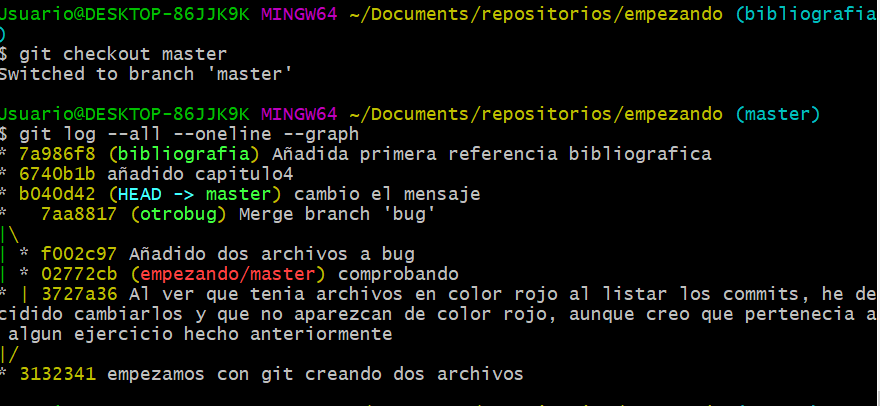 Usuario@DESKTOP-86JJK9K MINGW64 ~/Documents/repositorios/empezando (bibliografia
)
$ git checkout master
Switched to branch 'master'
Usuario@DESKTOP-86JJK9K MINGW64 ~/Documents/repositorios/empezando (master)
$ git log --all --oneline --graph
* 7a986f8 (bibliografia) Añadida primera referencia bibliografica
* 6740b1b añadido capitulo4
* b040d42 (HEAD -> master) cambio el mensaje
*   7aa8817 (otrobug) Merge branch 'bug'
|\
| * f002c97 Añadido dos archivos a bug
| * 02772cb (empezando/master) comprobando
* | 3727a36 Al ver que tenia archivos en color rojo al listar los commits, he de
cidido cambiarlos y que no aparezcan de color rojo, aunque creo que pertenecia a
 algun ejercicio hecho anteriormente
|/
* 3132341 empezamos con git creando dos archivos